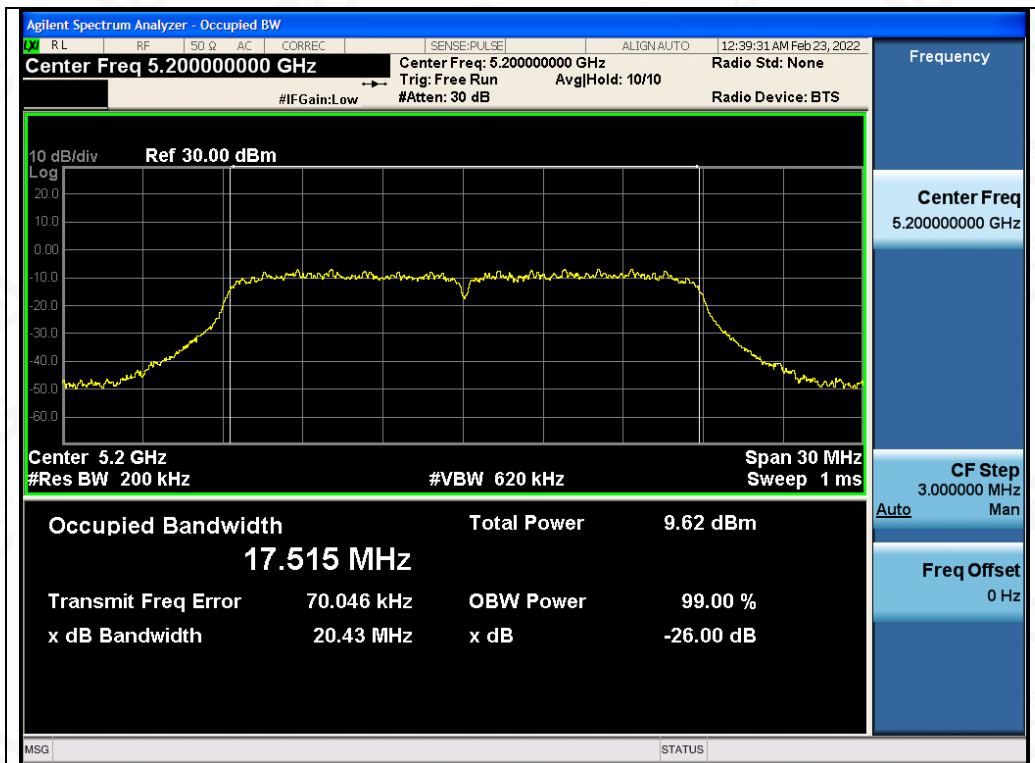 Agilent Spectrum Analyzer - Occupied BW
LXI RL RF 50 Ω AC CORREC SENSE:PULSE ALIGN AUTO 12:39:31 AM Feb 23, 2022
Center Freq 5.200000000 GHz
Center Freq: 5.200000000 GHz
Radio Std: None
Trig: Free Run Avg|Hold: 10/10
#IFGain:Low
#Atten: 30 dB
Radio Device: BTS
10 dB/div Ref 30.00 dBm
Log
20.0
10.0
0.00
-10.0
-20.0
-30.0
-40.0
-50.0
-60.0
Center 5.2 GHz Span 30 MHz
#Res BW 200 kHz #VBW 620 kHz Sweep 1 ms
Occupied Bandwidth Total Power 9.62 dBm
17.515 MHz
Transmit Freq Error 70.046 kHz OBW Power 99.00 %
x dB Bandwidth 20.43 MHz x dB -26.00 dB
MSG STATUS
Frequency
Center Freq
5.200000000 GHz
CF Step
3.000000 MHz
Auto Man
Freq Offset
0 Hz